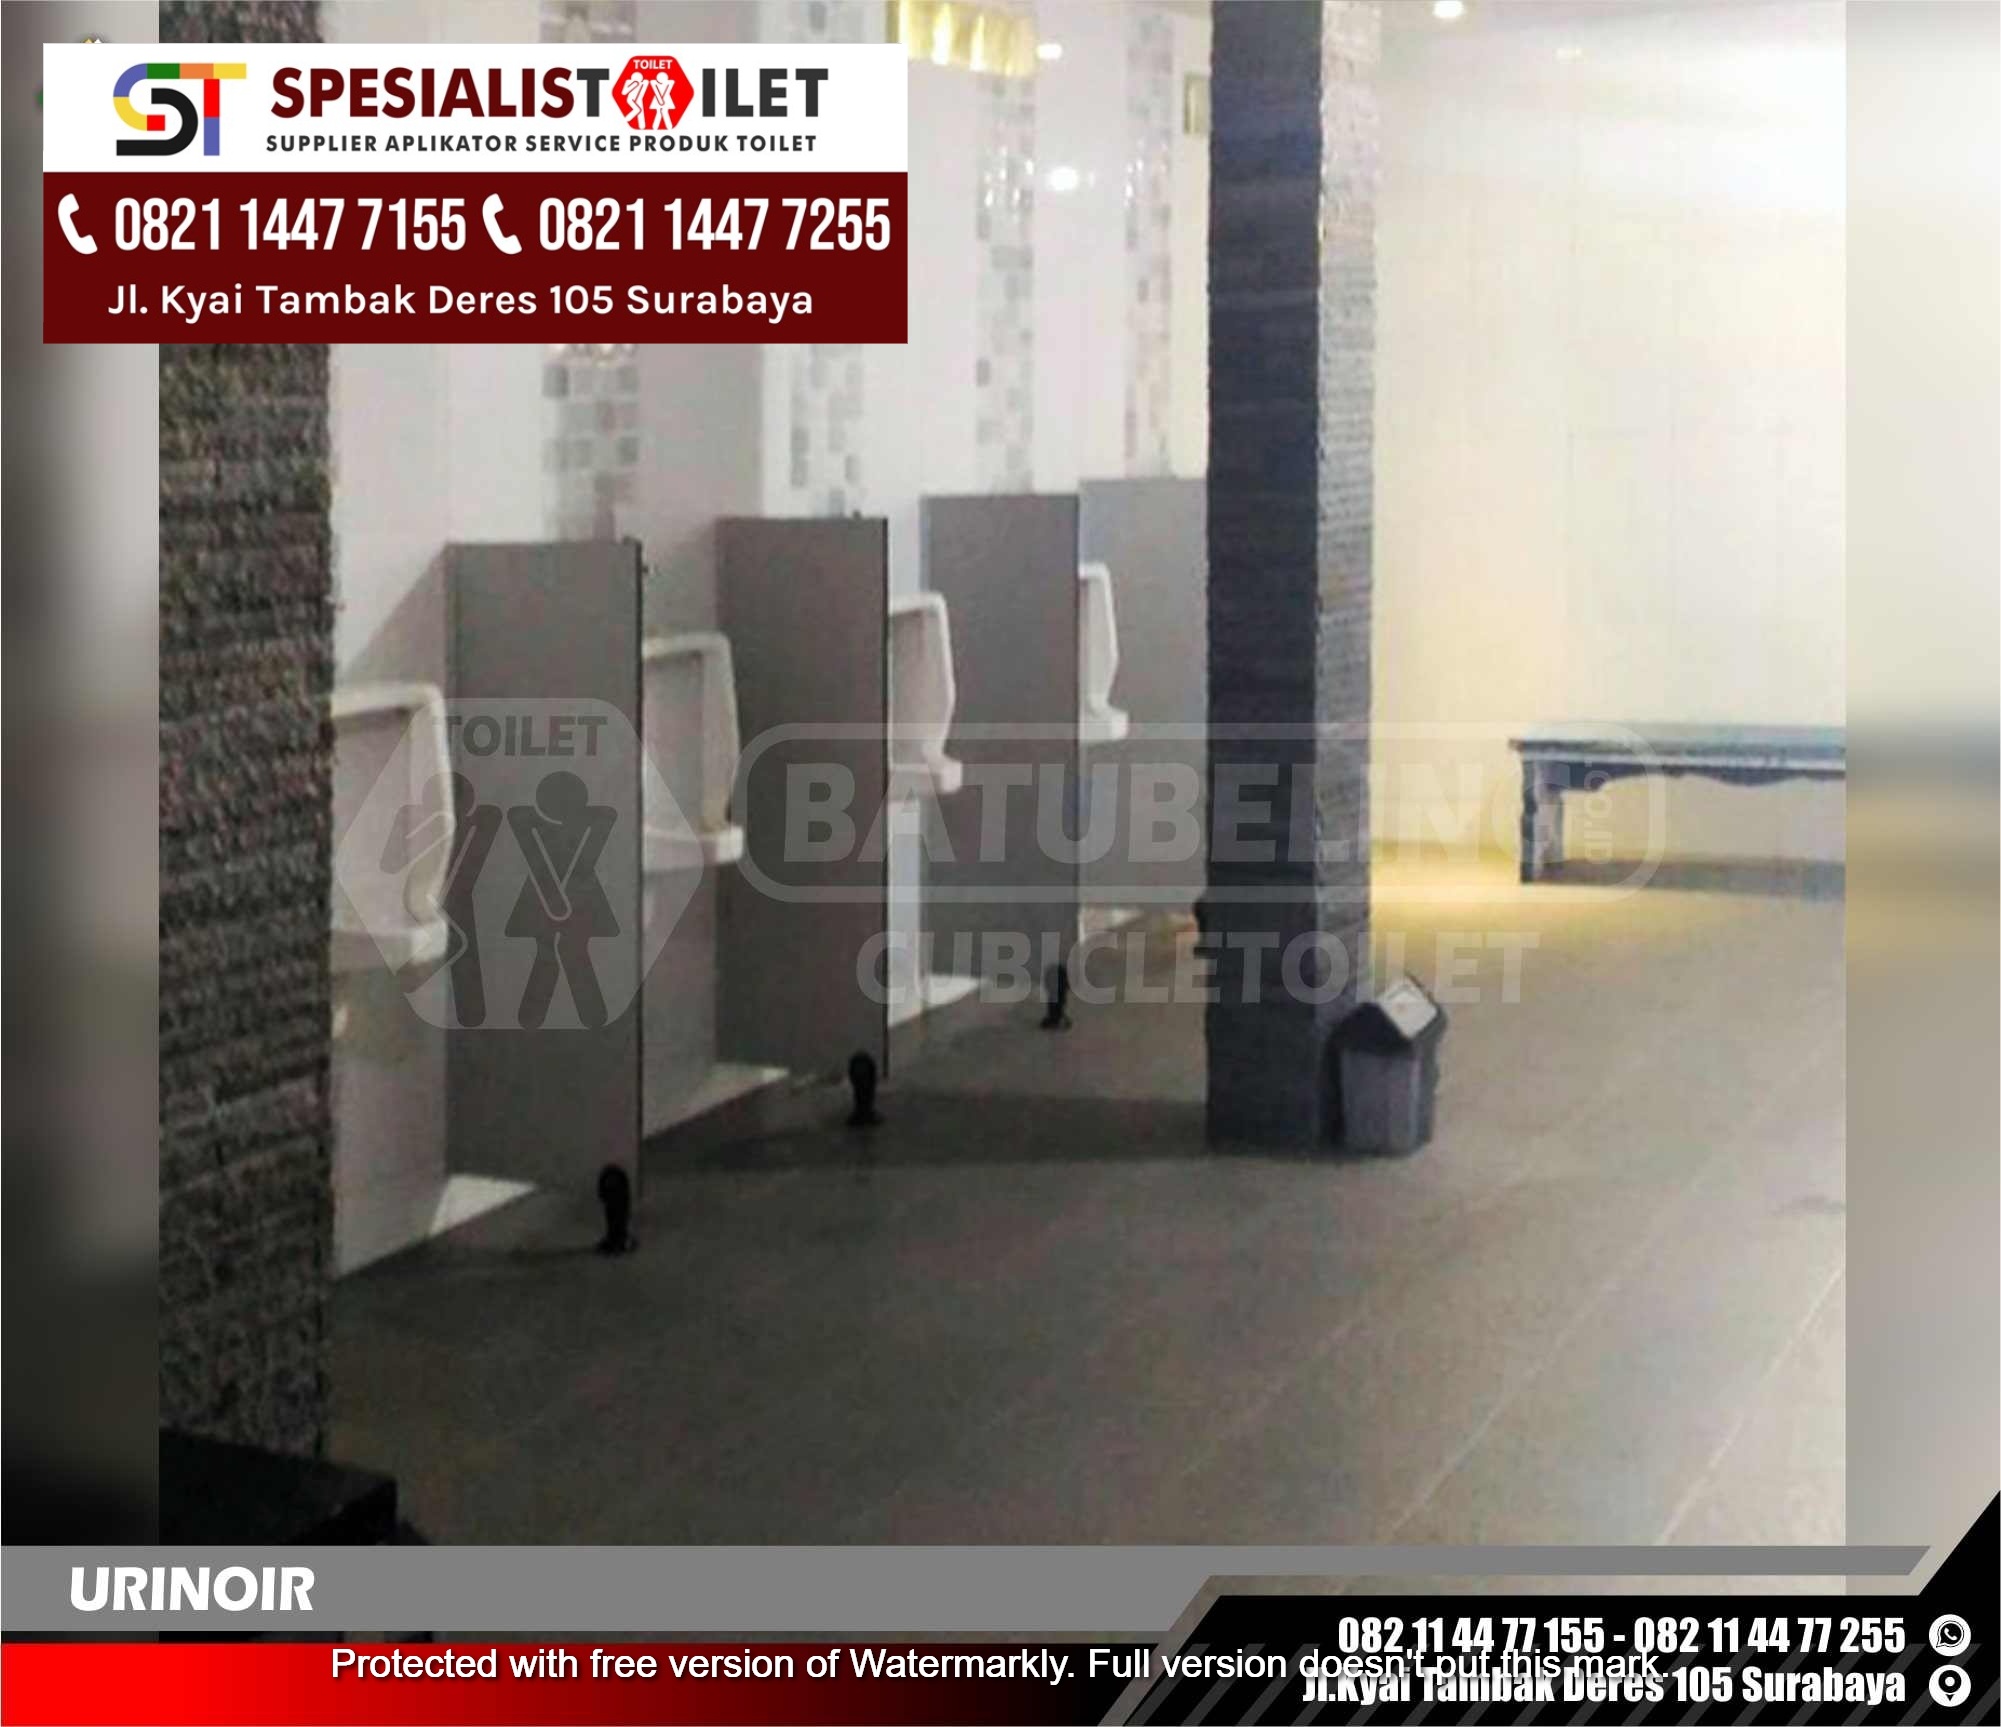 ST SPESIALISTOILET
TOILET
SUPPLIER APLIKATOR SERVICE PRODUK TOILET
0821 1447 7155 0821 1447 7255
Jl. Kyai Tambak Deres 105 Surabaya
TOILET
BATUBELING
CUBICLETOILET
URINOIR
082 11 44 77 155 - 082 11 44 77 255
Protected with free version of Watermarkly. Full version doesn't put this mark.
Jl.Kyai Tambak Deres 105 Surabaya